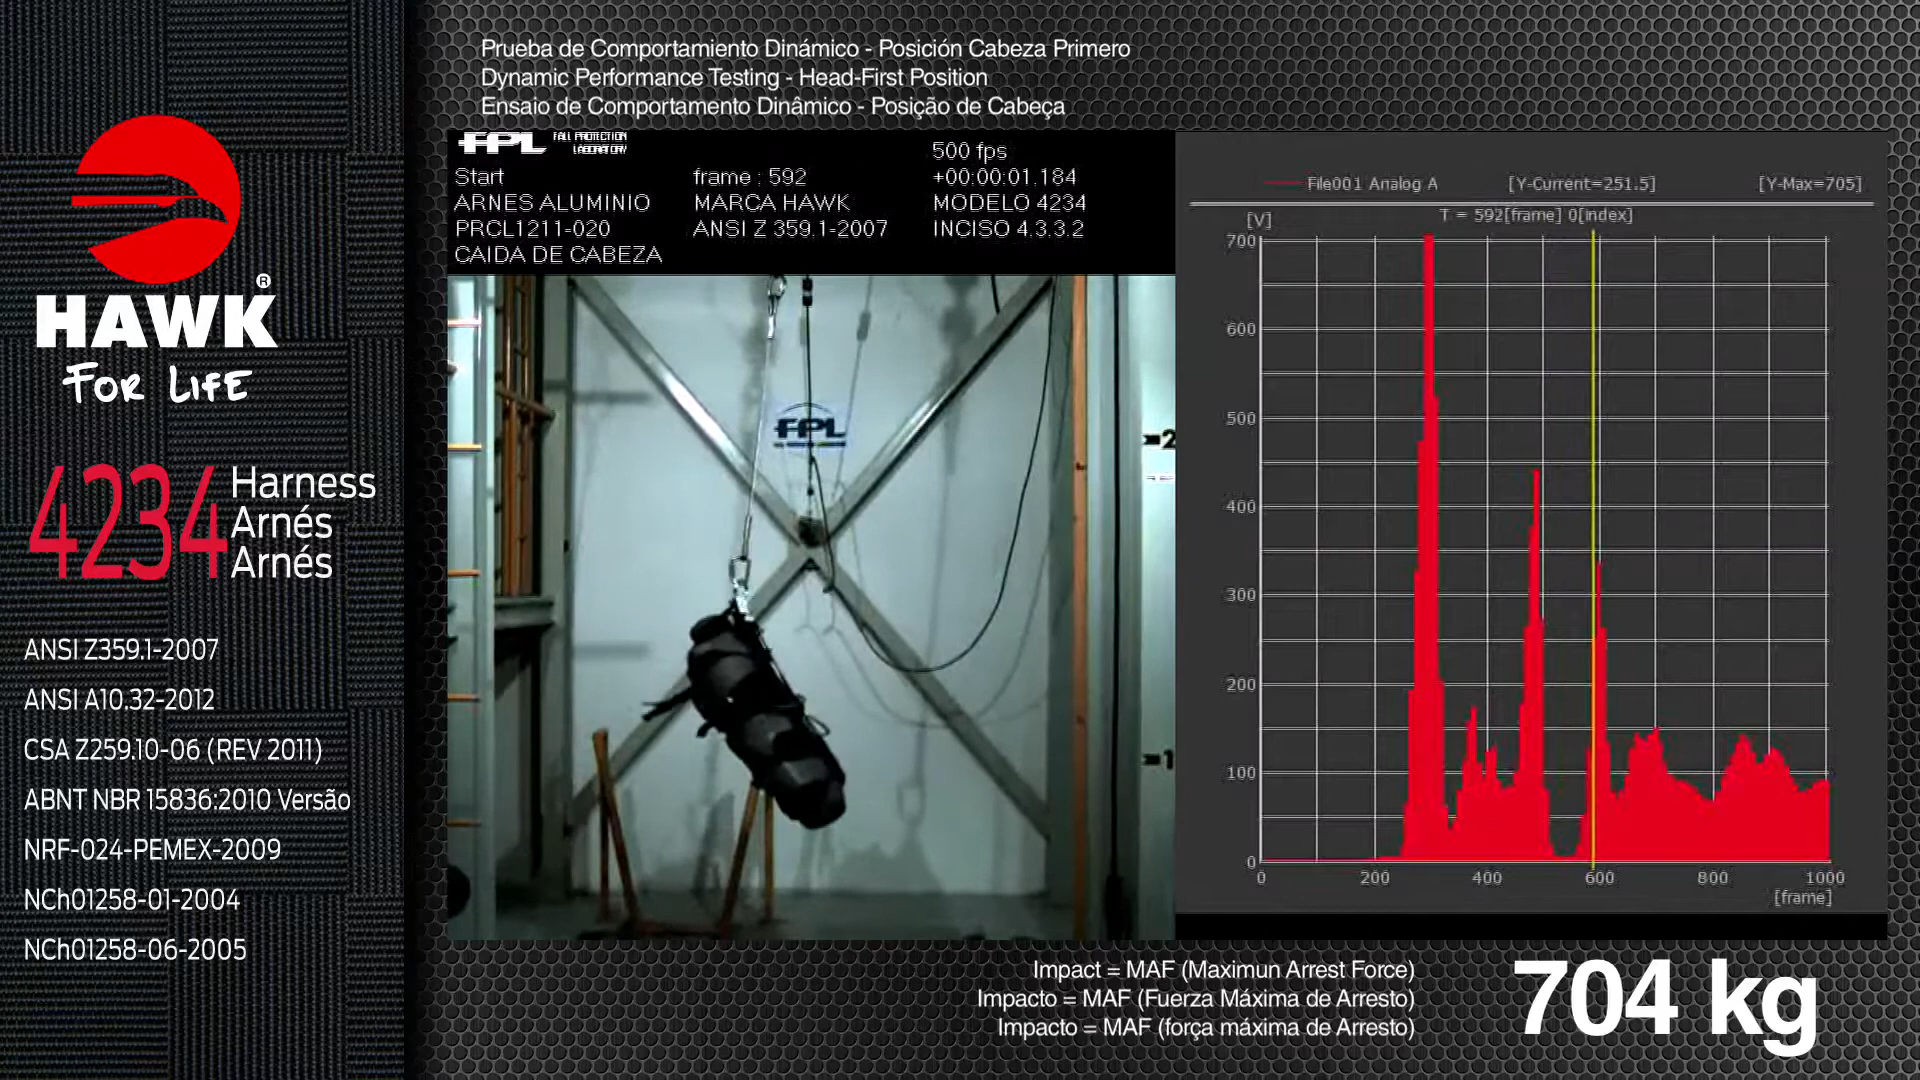 Prueba de Comportamiento Dinámico - Posición Cabeza Primero
Dynamic Performance Testing - Head-First Position
Ensaio de Comportamento Dinâmico - Posição de Cabeça
HAWK®
FOR LIFE
4234
Harness
Arnés
Arnés
ANSI Z359.1-2007
ANSI A10.32-2012
CSA Z259.10-06 (REV 2011)
ABNT NBR 15836:2010 Versão
NRF-024-PEMEX-2009
NCh01258-01-2004
NCh01258-06-2005
FPL FALL PROTECTION LABORATORY
500 fps
Start frame : 592 +00:00:01.184
ARNES ALUMINIO MARCA HAWK MODELO 4234
PRCL1211-020 ANSI Z 359.1-2007 INCISO 4.3.3.2
CAIDA DE CABEZA
FPL
2
1
File001 Analog A [Y-Current=251.5] [Y-Max=705]
T = 592[frame] 0[index]
[V]
700
600
500
400
300
200
100
0
0 200 400 600 800 1000
[frame]
Impact = MAF (Maximun Arrest Force)
Impacto = MAF (Fuerza Máxima de Arresto)
Impacto = MAF (força máxima de Arresto)
704 kg